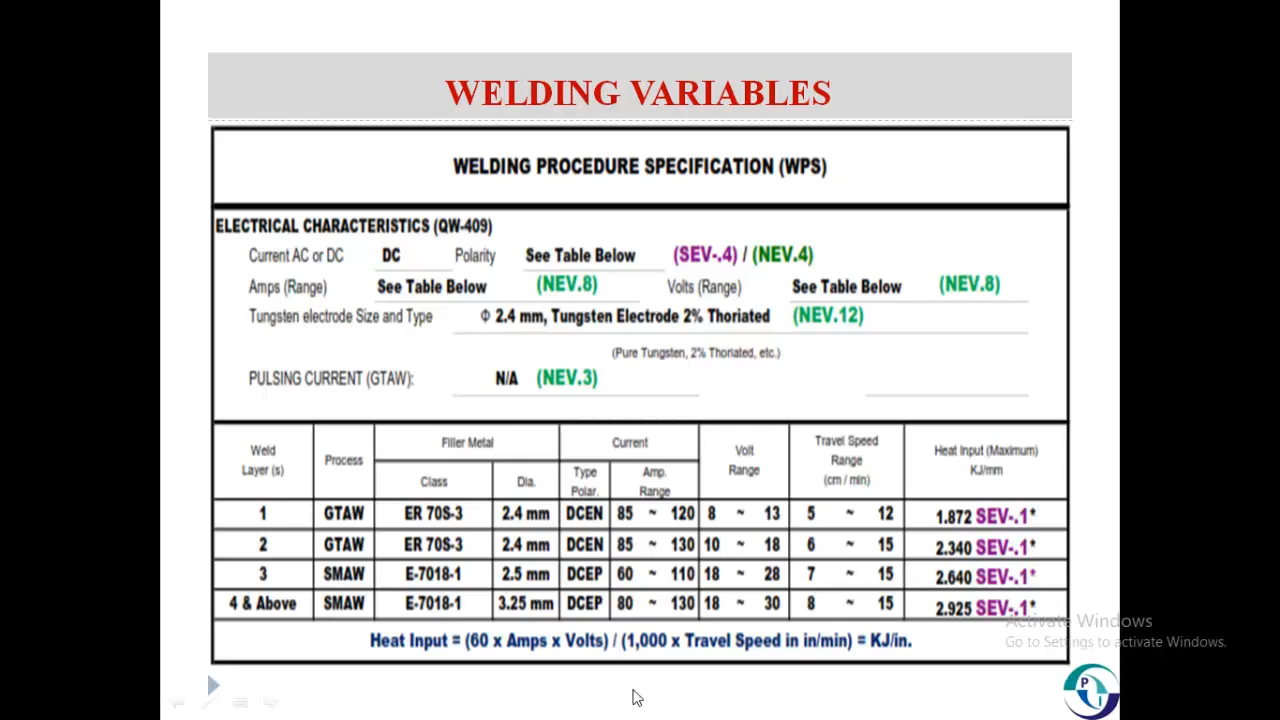 WELDING VARIABLES
WELDING PROCEDURE SPECIFICATION (WPS)
ELECTRICAL CHARACTERISTICS (QW-409)
Current AC or DC DC Polarity See Table Below (SEV-.4) / (NEV.4)
Amps (Range) See Table Below (NEV.8) Volts (Range) See Table Below (NEV.8)
Tungsten electrode Size and Type Φ 2.4 mm, Tungsten Electrode 2% Thoriated (NEV.12)
(Pure Tungsten, 2% Thoriated, etc.)
PULSING CURRENT (GTAW): N/A (NEV.3)
Weld Layer (s) Process Filler Metal Current Volt Range Travel Speed Range (cm / min) Heat Input (Maximum) KJ/mm
Class Dia. Type Polar. Amp. Range
1 GTAW ER 70S-3 2.4 mm DCEN 85 ~ 120 8 ~ 13 5 ~ 12 1.872 SEV-.1*
2 GTAW ER 70S-3 2.4 mm DCEN 85 ~ 130 10 ~ 18 6 ~ 15 2.340 SEV-.1*
3 SMAW E-7018-1 2.5 mm DCEP 60 ~ 110 18 ~ 28 7 ~ 15 2.640 SEV-.1*
4 & Above SMAW E-7018-1 3.25 mm DCEP 80 ~ 130 18 ~ 30 8 ~ 15 2.925 SEV-.1*
Heat Input = (60 x Amps x Volts) / (1,000 x Travel Speed in in/min) = KJ/in.
Activate Windows
Go to Settings to activate Windows.
P I